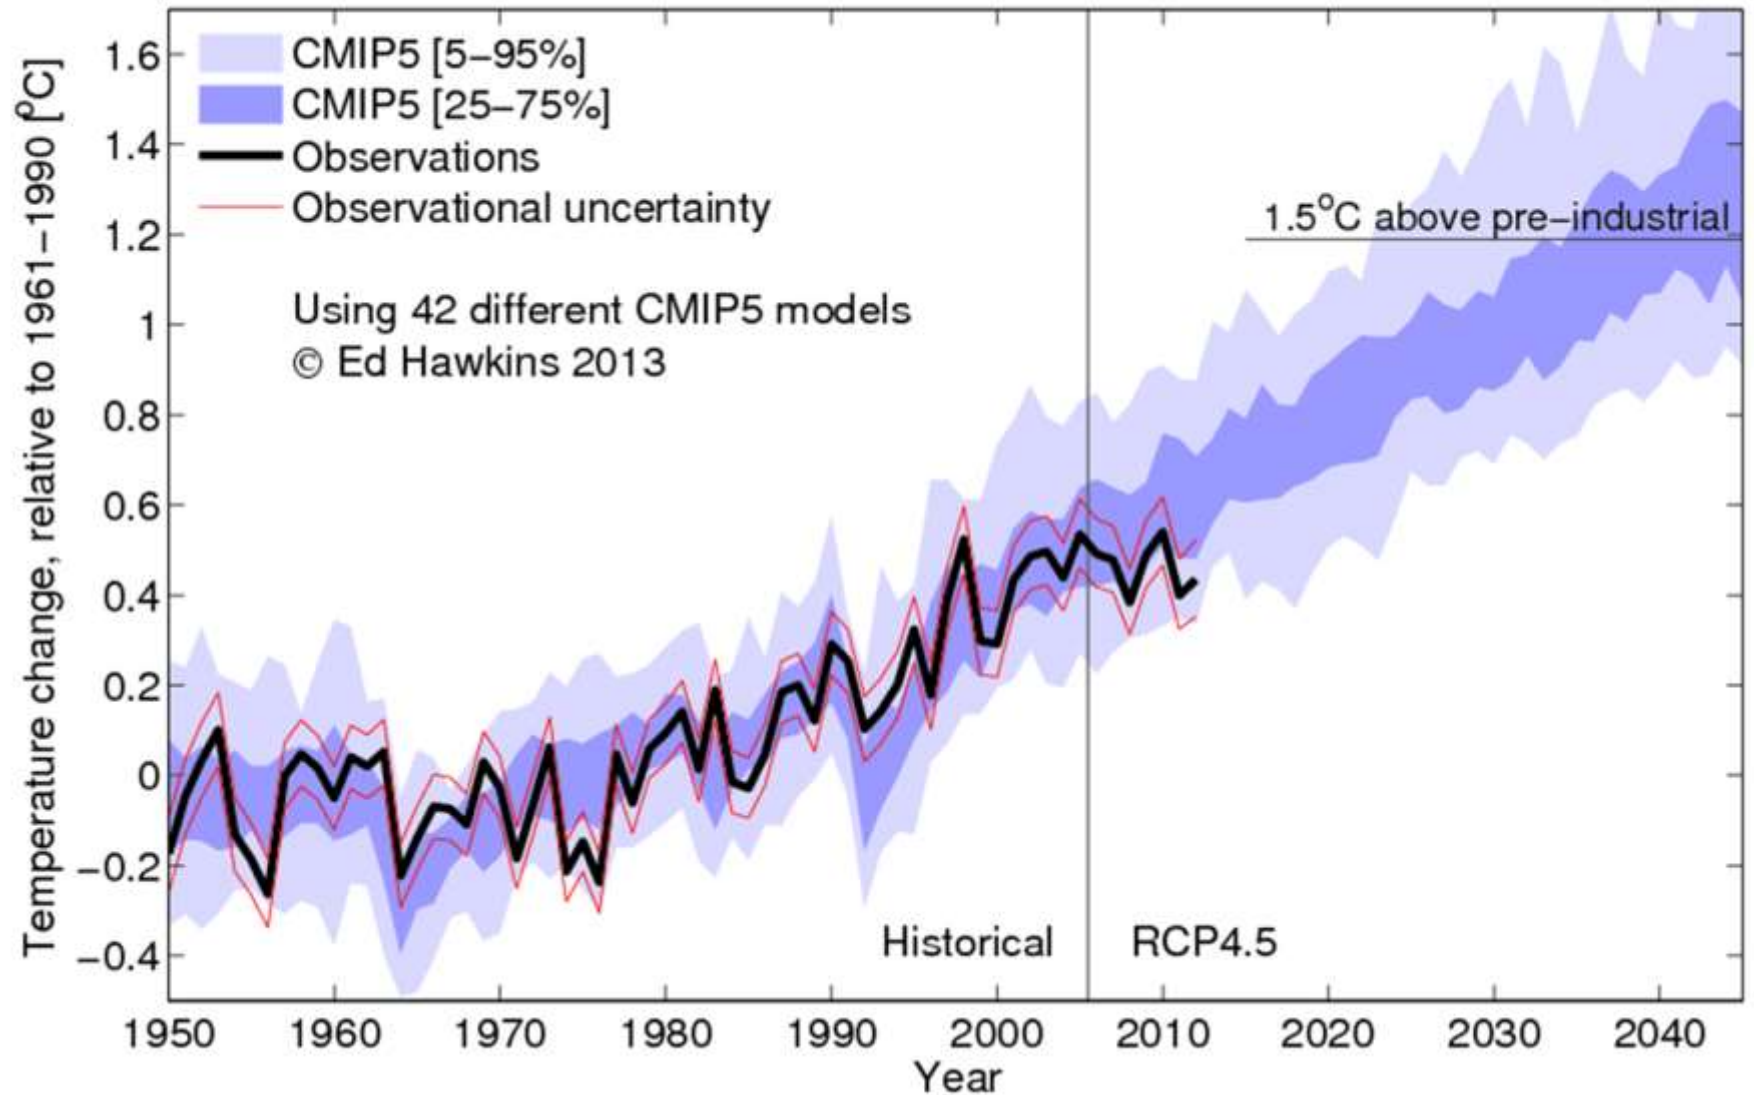 Temperature change, relative to 1961−1990 [°C]
1.6
1.4
1.2
1
0.8
0.6
0.4
0.2
0
−0.2
−0.4
CMIP5 [5−95%]
CMIP5 [25−75%]
Observations
Observational uncertainty
Using 42 different CMIP5 models
© Ed Hawkins 2013
1.5°C above pre−industrial
Historical
RCP4.5
1950 1960 1970 1980 1990 2000 2010 2020 2030 2040
Year